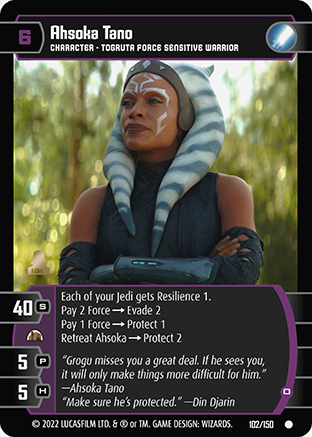 6
Ahsoka Tano
CHARACTER - TOGRUTA FORCE SENSITIVE WARRIOR
40 S
5 P
5 H
Each of your Jedi gets Resilience 1.
Pay 2 Force → Evade 2
Pay 1 Force → Protect 1
Retreat Ahsoka → Protect 2
“Grogu misses you a great deal. If he sees you,
it will only make things more difficult for him.”
—Ahsoka Tano
“Make sure he's protected.” —Din Djarin
D
© 2022 LUCASFILM LTD. & ® or TM. GAME DESIGN: WIZARDS.
102/150